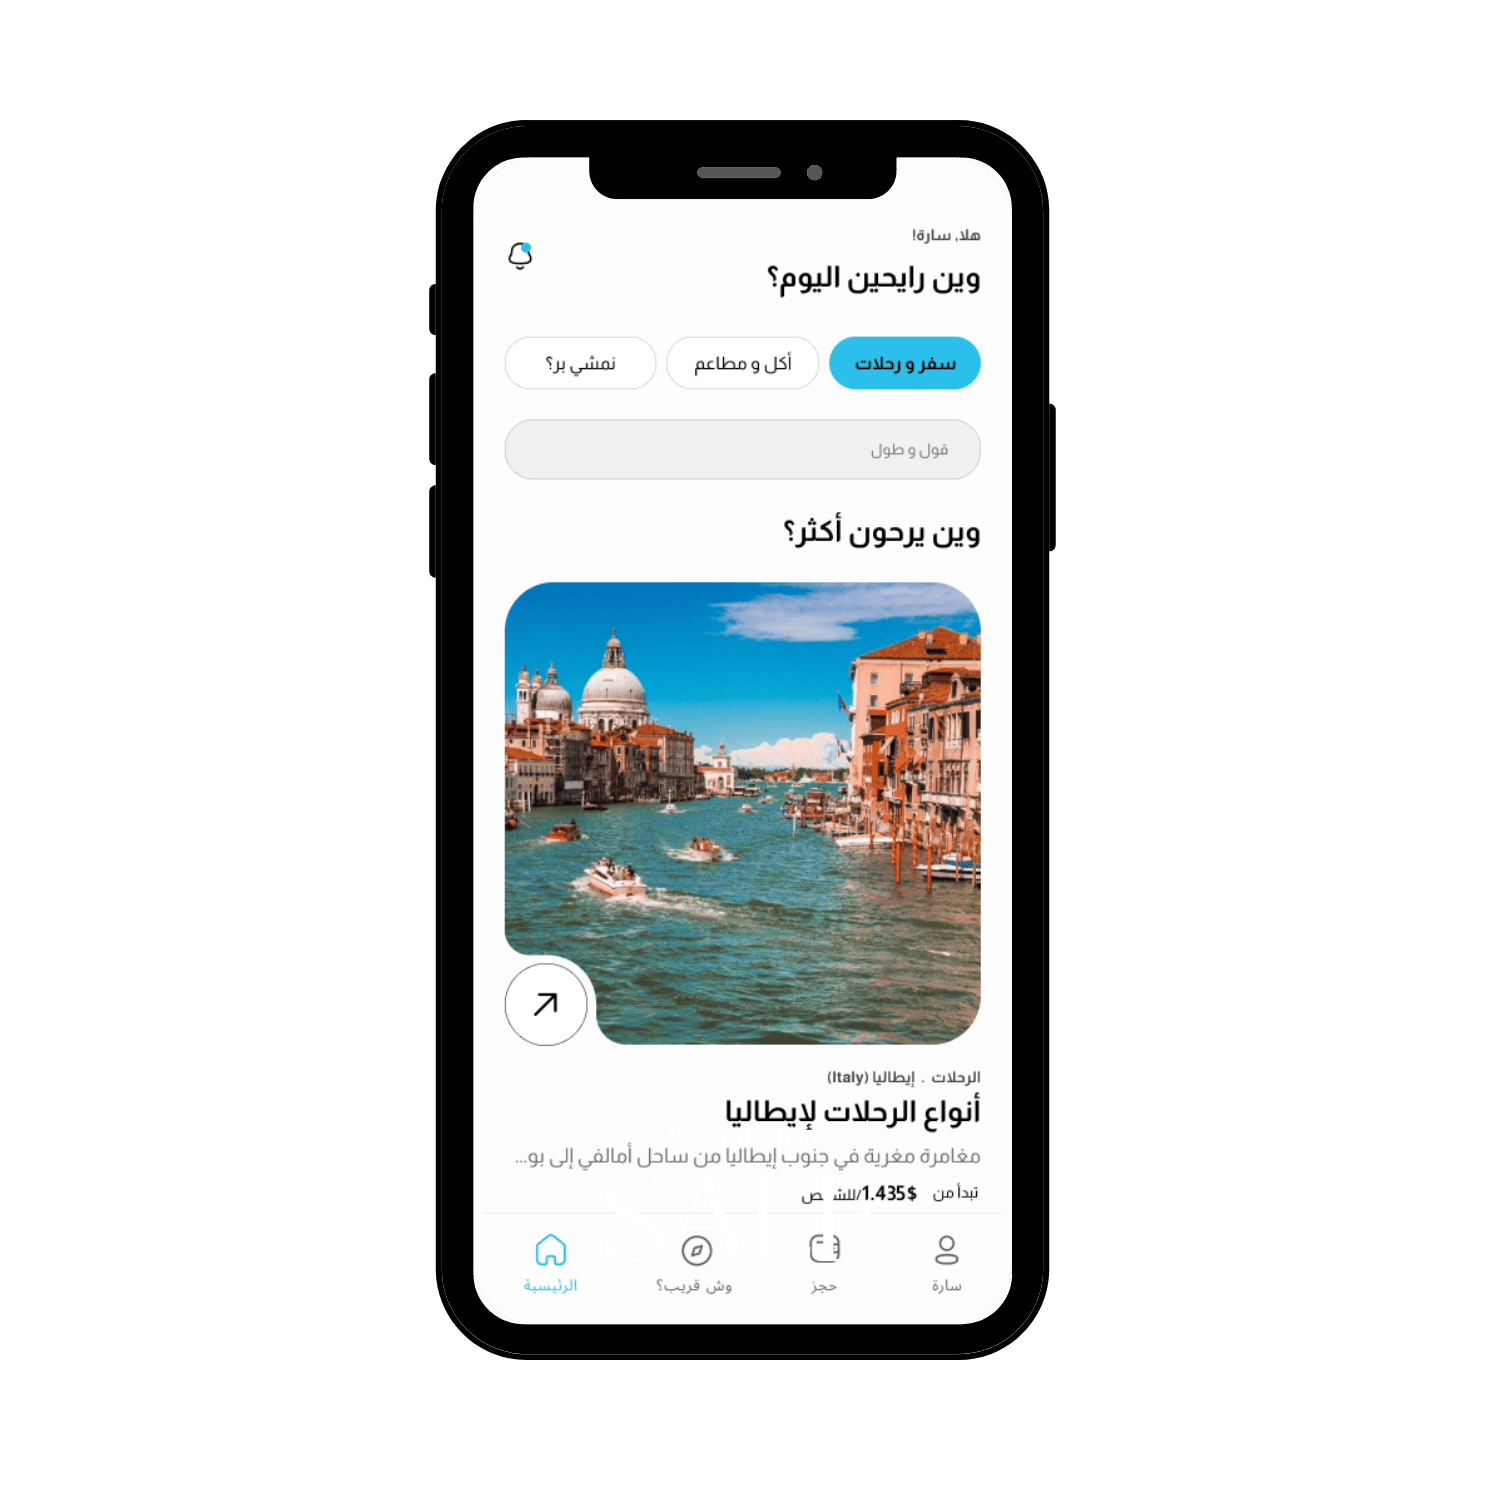 هلا, سارة!
وين رايحين اليوم؟
سفر و رحلات
أكل و مطاعم
نمشي بر؟
قول و طول
وين يرحون أكثر؟
الرحلات . إيطاليا (Italy)
أنواع الرحلات لإيطاليا
مغامرة مغرية في جنوب إيطاليا من ساحل أمالفي إلى بو...
تبدأ من 1.435$/للشخص
SALE
سارة
حجز
وش قريب؟
الرئيسية